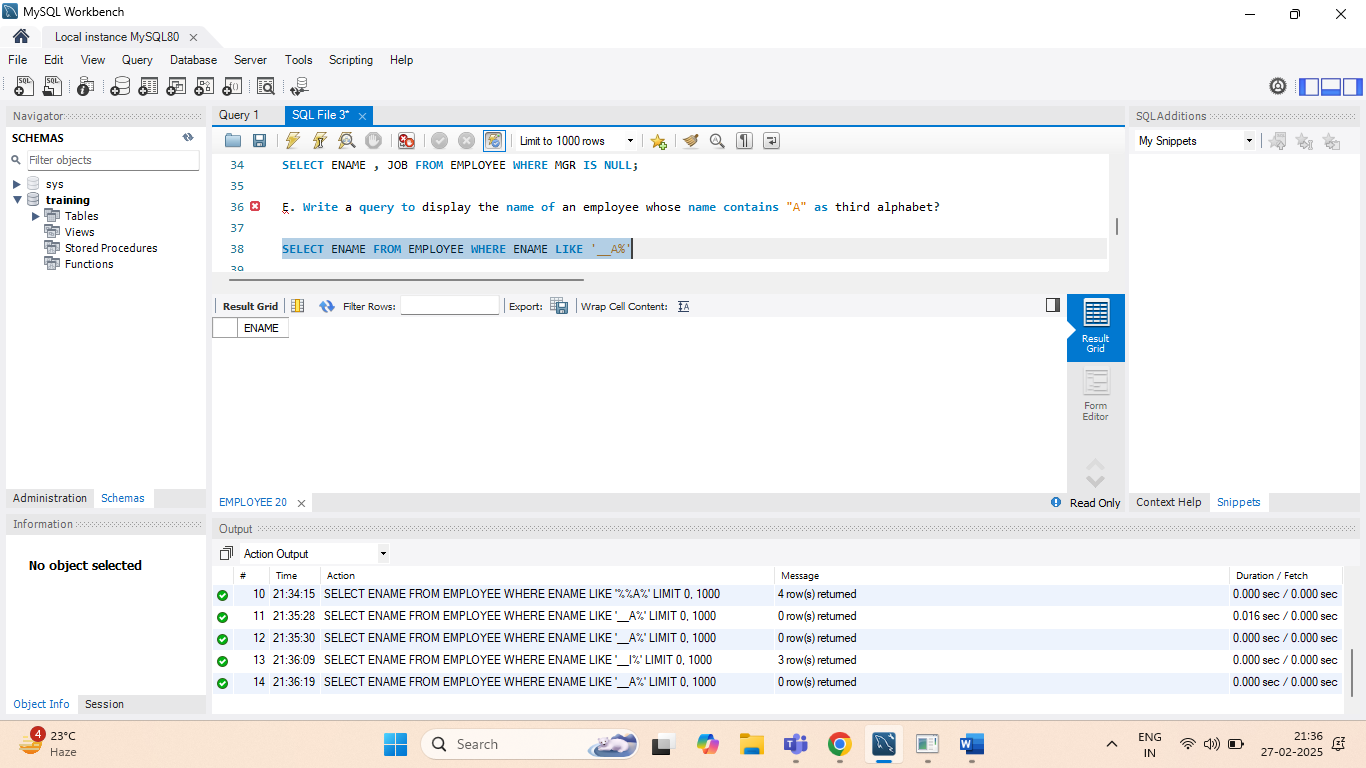 MySQL Workbench
Local instance MySQL80
File Edit View Query Database Server Tools Scripting Help
Navigator
SCHEMAS
Filter objects
sys
training
Tables
Views
Stored Procedures
Functions
Administration Schemas
Information
No object selected
Object Info Session
Query 1 SQL File 3*
Limit to 1000 rows
34 SELECT ENAME , JOB FROM EMPLOYEE WHERE MGR IS NULL;
35
36 E. Write a query to display the name of an employee whose name contains "A" as third alphabet?
37
38 SELECT ENAME FROM EMPLOYEE WHERE ENAME LIKE '__A%'
39
Result Grid Filter Rows: Export: Wrap Cell Content:
ENAME
Result Grid
Form Editor
EMPLOYEE 20
Read Only
SQLAdditions
My Snippets
Context Help Snippets
Output
Action Output
# Time Action Message Duration / Fetch
10 21:34:15 SELECT ENAME FROM EMPLOYEE WHERE ENAME LIKE '%%A%' LIMIT 0, 1000 4 row(s) returned 0.000 sec / 0.000 sec
11 21:35:28 SELECT ENAME FROM EMPLOYEE WHERE ENAME LIKE '__A%' LIMIT 0, 1000 0 row(s) returned 0.016 sec / 0.000 sec
12 21:35:30 SELECT ENAME FROM EMPLOYEE WHERE ENAME LIKE '__A%' LIMIT 0, 1000 0 row(s) returned 0.000 sec / 0.000 sec
13 21:36:09 SELECT ENAME FROM EMPLOYEE WHERE ENAME LIKE '__I%' LIMIT 0, 1000 3 row(s) returned 0.000 sec / 0.000 sec
14 21:36:19 SELECT ENAME FROM EMPLOYEE WHERE ENAME LIKE '__A%' LIMIT 0, 1000 0 row(s) returned 0.000 sec / 0.000 sec
4
23°C
Haze
Search
ENG
IN
21:36
27-02-2025